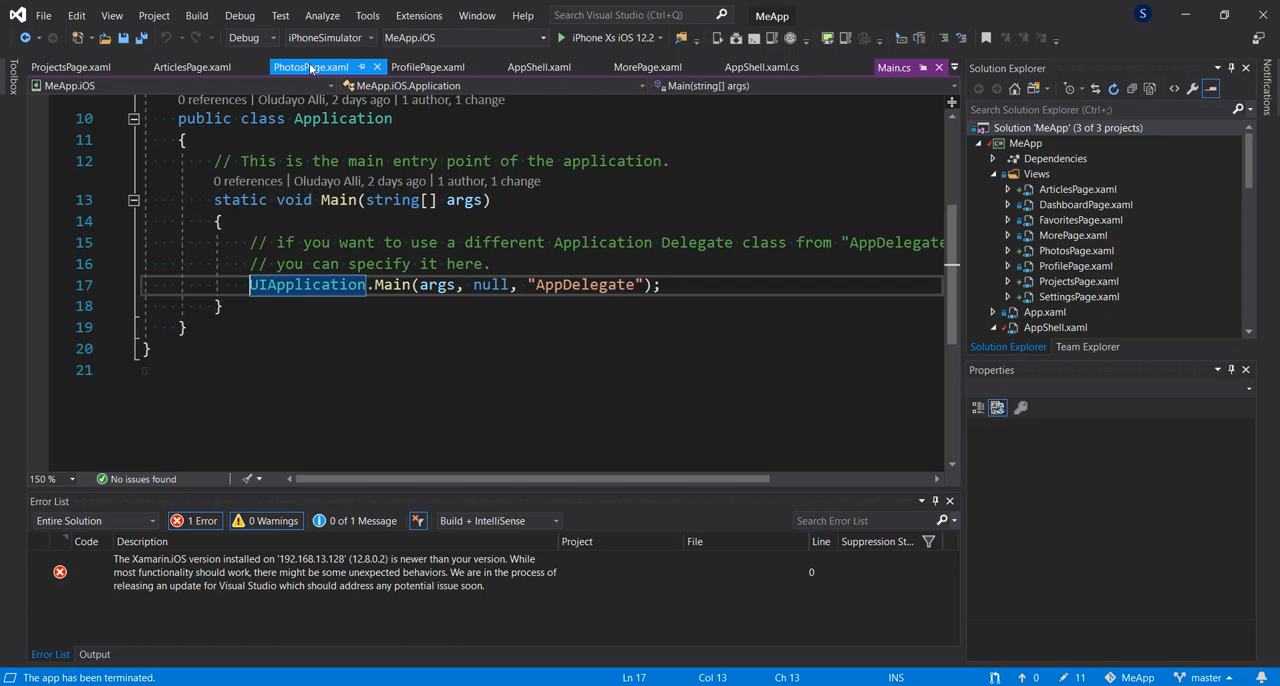 File Edit View Project Build Debug Test Analyze Tools Extensions Window Help Search Visual Studio (Ctrl+Q) MeApp S
Debug iPhoneSimulator MeApp.iOS iPhone Xs iOS 12.2
Toolbox
ProjectsPage.xaml ArticlesPage.xaml PhotosPage.xaml ProfilePage.xaml AppShell.xaml MorePage.xaml AppShell.xaml.cs Main.cs
MeApp.iOS MeApp.iOS.Application Main(string[] args)
0 references | Oludayo Alli, 2 days ago | 1 author, 1 change
10 public class Application
11 {
12 // This is the main entry point of the application.
0 references | Oludayo Alli, 2 days ago | 1 author, 1 change
13 static void Main(string[] args)
14 {
15 // if you want to use a different Application Delegate class from "AppDelegate
16 // you can specify it here.
17 UIApplication.Main(args, null, "AppDelegate");
18 }
19 }
20 }
21
150 % No issues found
Error List
Entire Solution 1 Error 0 Warnings 0 of 1 Message Build + IntelliSense Search Error List
Code Description Project File Line Suppression St...
The Xamarin.iOS version installed on '192.168.13.128' (12.8.0.2) is newer than your version. While
most functionality should work, there might be some unexpected behaviors. We are in the process of
releasing an update for Visual Studio which should address any potential issue soon.
0
Error List Output
Solution Explorer
Search Solution Explorer (Ctrl+;)
Solution 'MeApp' (3 of 3 projects)
MeApp
Dependencies
Views
ArticlesPage.xaml
DashboardPage.xaml
FavoritesPage.xaml
MorePage.xaml
PhotosPage.xaml
ProfilePage.xaml
ProjectsPage.xaml
SettingsPage.xaml
App.xaml
AppShell.xaml
Solution Explorer Team Explorer
Properties
Notifications
The app has been terminated. Ln 17 Col 13 Ch 13 INS 0 11 MeApp master